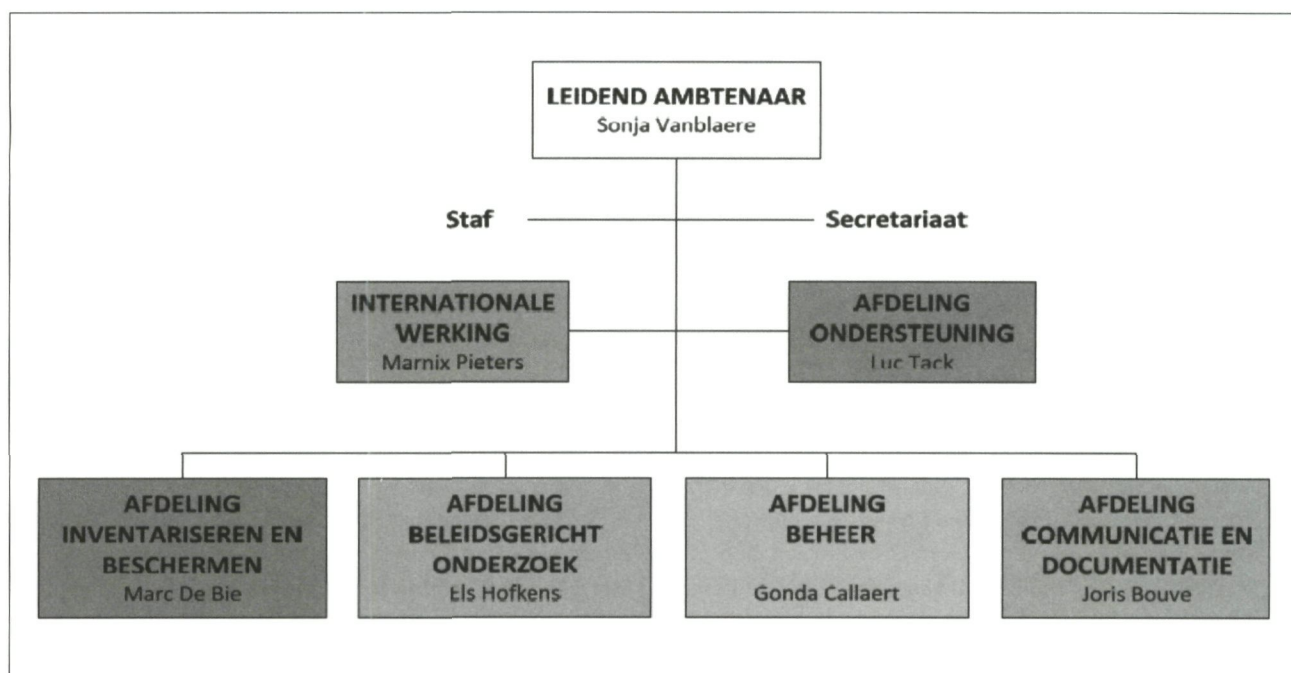 LEIDEND AMBTENAAR
Sonja Vanblaere
Staf
Secretariaat
INTERNATIONALE
WERKING
Marnix Pieters
AFDELING
ONDERSTEUNING
Luc Tack
AFDELING
INVENTARISEREN EN
BESCHERMEN
Marc De Bie
AFDELING
BELEIDSGERICHT
ONDERZOEK
Els Hofkens
AFDELING
BEHEER
Gonda Callaert
AFDELING
COMMUNICATIE EN
DOCUMENTATIE
Joris Bouve